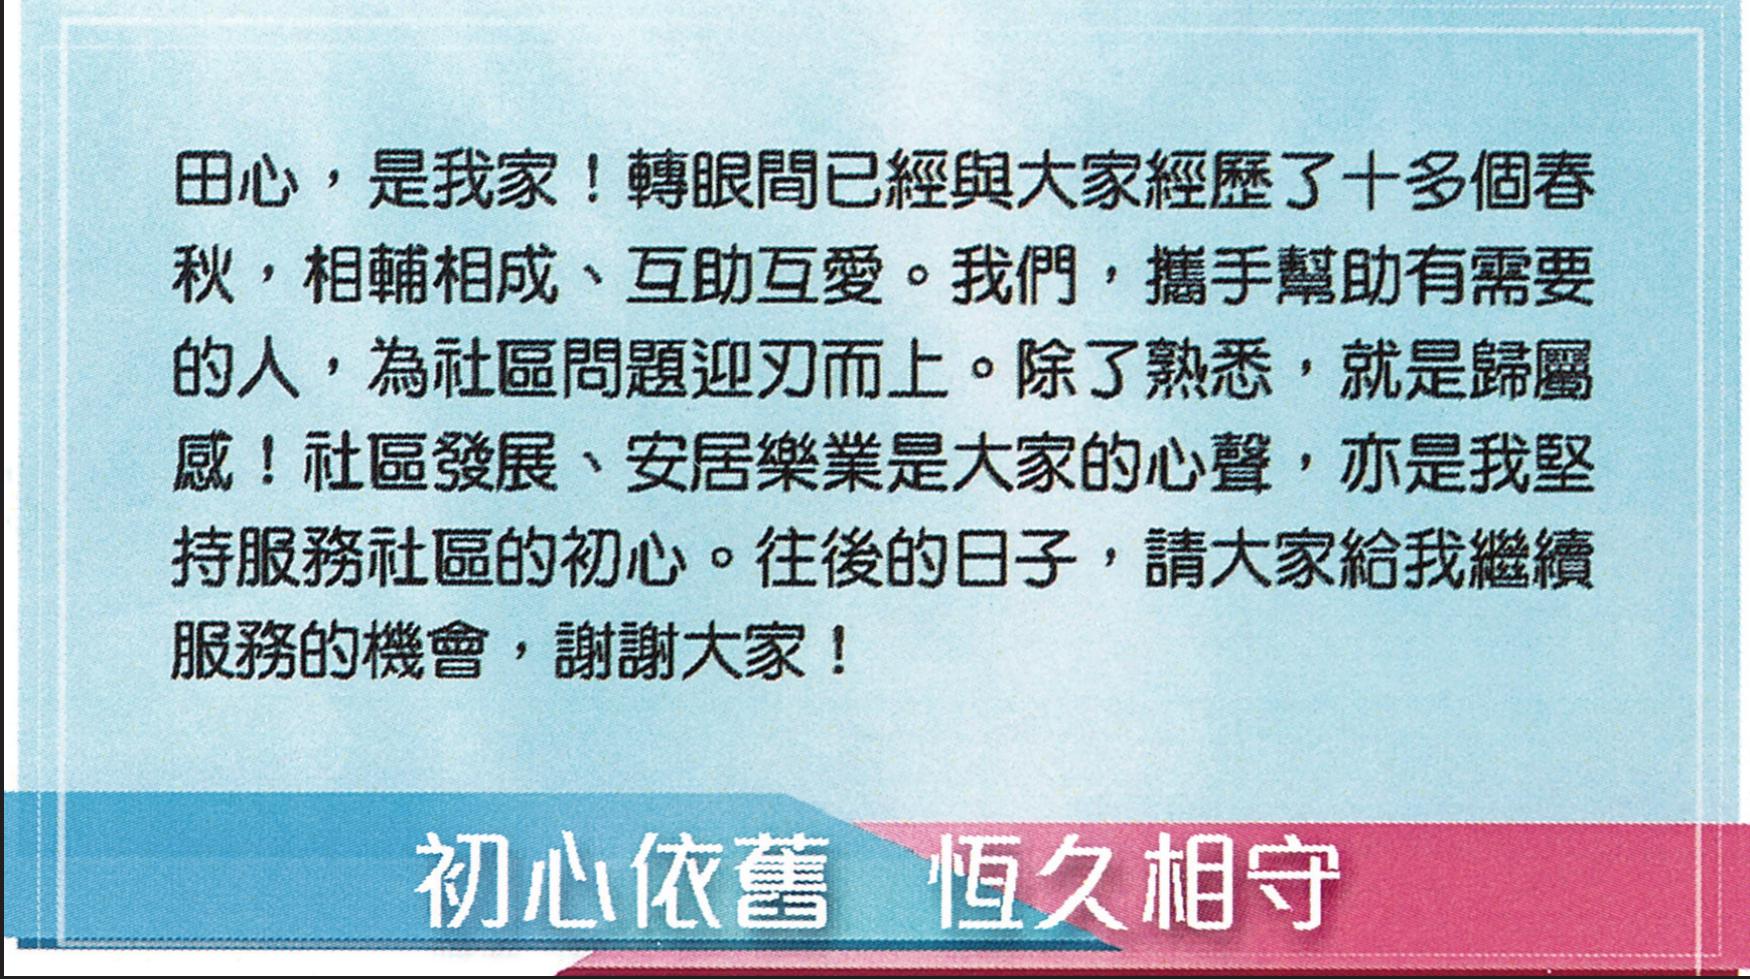 田心，是我家！轉眼間已經與大家經歷了十多個春
秋，相輔相成、互助互愛。我們，攜手幫助有需要
的人，為社區問題迎刃而上。除了熟悉，就是歸屬
感！社區發展、安居樂業是大家的心聲，亦是我堅
持服務社區的初心。往後的日子，請大家給我繼續
服務的機會，謝謝大家！
初心依舊　恆久相守